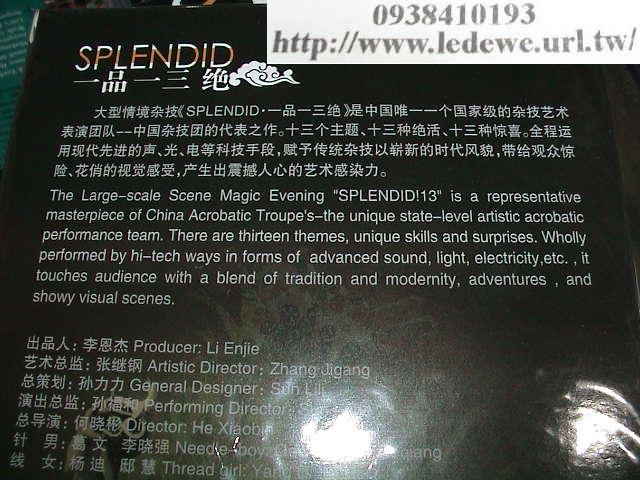 0938410193
http://www.ledewe.url.tw/
SPLENDID
一品一三绝
大型情境杂技《SPLENDID·一品一三绝》是中国唯一一个国家级的杂技艺术
表演团队--中国杂技团的代表之作。十三个主题、十三种绝活、十三种惊喜。全程运
用现代先进的声、光、电等科技手段，赋予传统杂技以崭新的时代风貌，带给观众惊
险、花俏的视觉感受，产生出震撼人心的艺术感染力。
The Large-scale Scene Magic Evening "SPLENDID!13" is a representative
masterpiece of China Acrobatic Troupe's-the unique state-level artistic acrobatic
performance team. There are thirteen themes, unique skills and surprises. Wholly
performed by hi-tech ways in forms of advanced sound, light, electricity,etc. , it
touches audience with a blend of tradition and modernity, adventures , and
showy visual scenes.
出品人：李恩杰 Producer: Li Enjie
艺术总监：张继钢 Artistic Director: Zhang Jigang
总策划：孙力力 General Designer: Sun Lili
演出总监：孙福和 Performing Director:
总导演：何晓彬 Director: He Xiaobin
针 男：葛 文 李晓强 Needle-boy: qiang
线 女：杨 迪 邸 慧 Thread girl: Yang